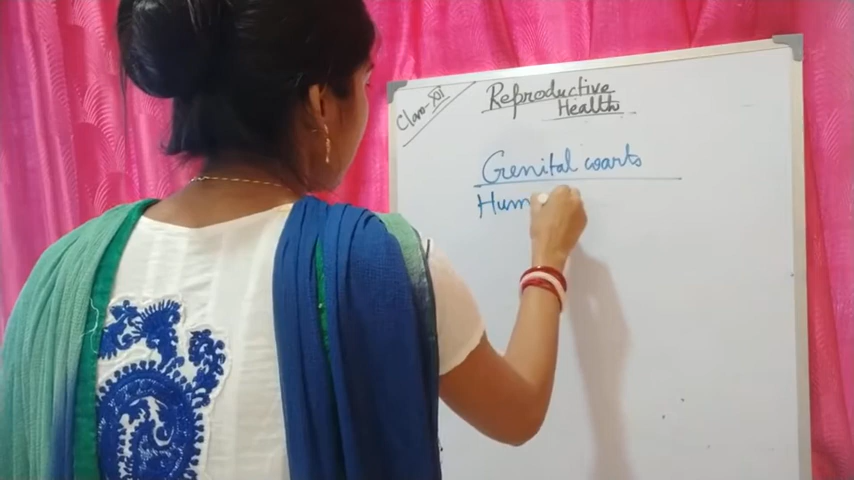 Class-XII
Reproductive
Health
Genital warts
Hum